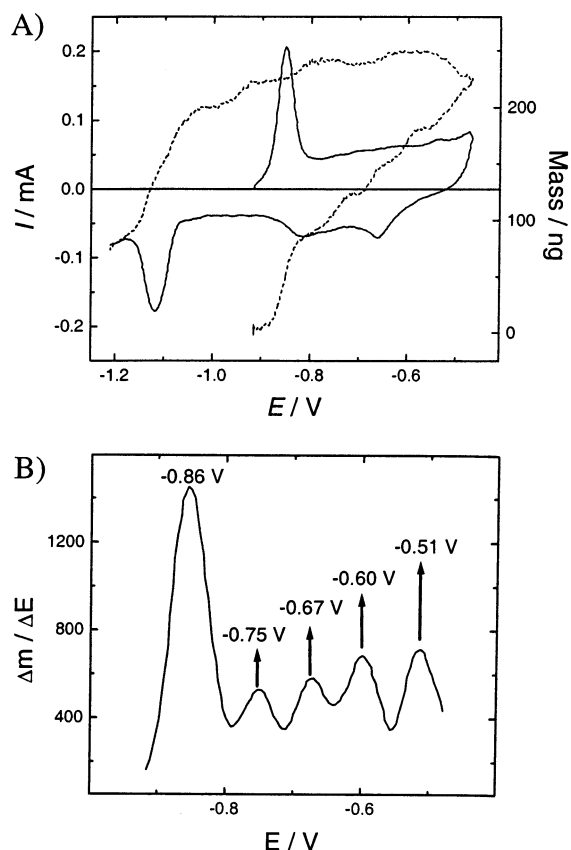 A)
I / mA
0.2
0.1
0.0
-0.1
-0.2
200
100
0
Mass / ng
-1.2
-1.0
-0.8
-0.6
E / V
B)
Δm / ΔE
1200
800
400
-0.86 V
-0.75 V
-0.67 V
-0.60 V
-0.51 V
-0.8
-0.6
E / V